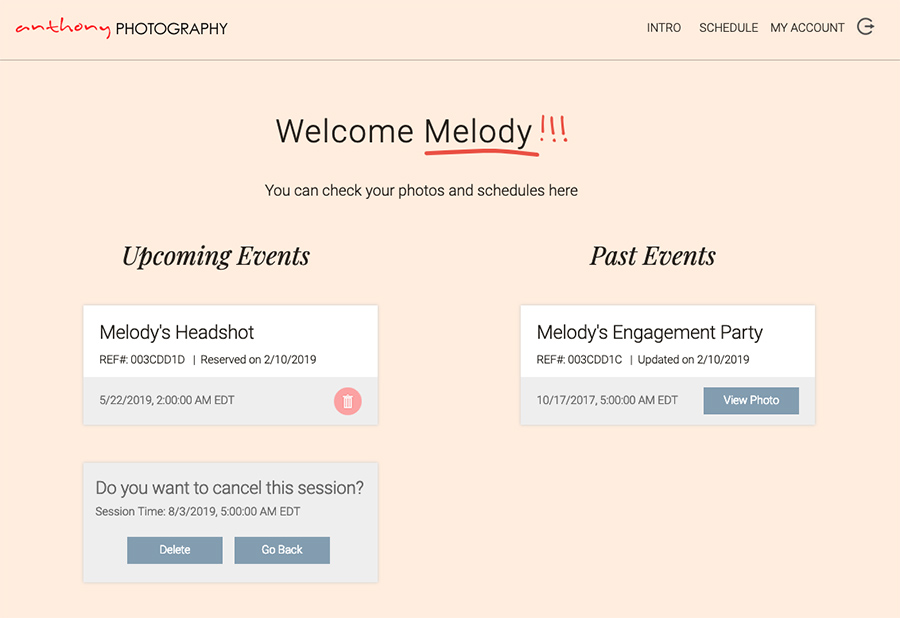 anthony PHOTOGRAPHY
INTRO SCHEDULE MY ACCOUNT
Welcome Melody!!!
You can check your photos and schedules here
Upcoming Events
Melody's Headshot
REF#: 003CDD1D | Reserved on 2/10/2019
5/22/2019, 2:00:00 AM EDT
Do you want to cancel this session?
Session Time: 8/3/2019, 5:00:00 AM EDT
Delete Go Back
Past Events
Melody's Engagement Party
REF#: 003CDD1C | Updated on 2/10/2019
10/17/2017, 5:00:00 AM EDT
View Photo